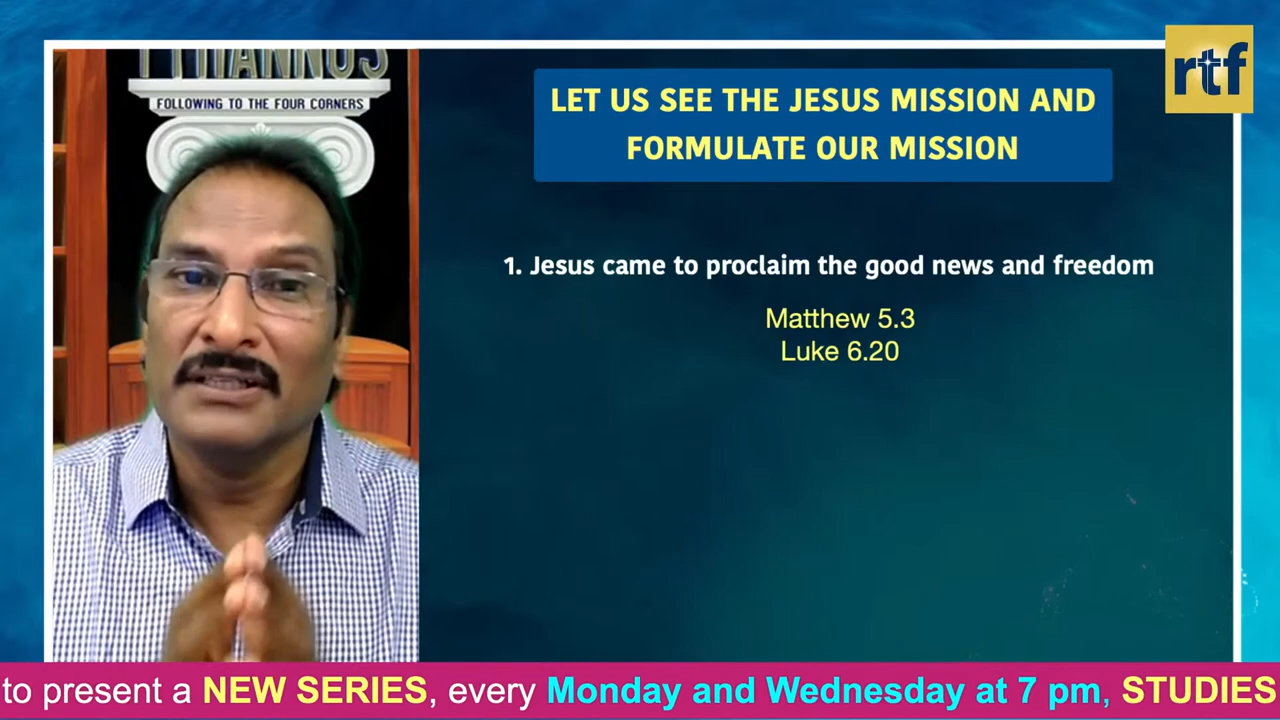 FOLLOWING TO THE FOUR CORNERS
rtf
LET US SEE THE JESUS MISSION AND
FORMULATE OUR MISSION
1. Jesus came to proclaim the good news and freedom
Matthew 5.3
Luke 6.20
to present a NEW SERIES, every Monday and Wednesday at 7 pm, STUDIES